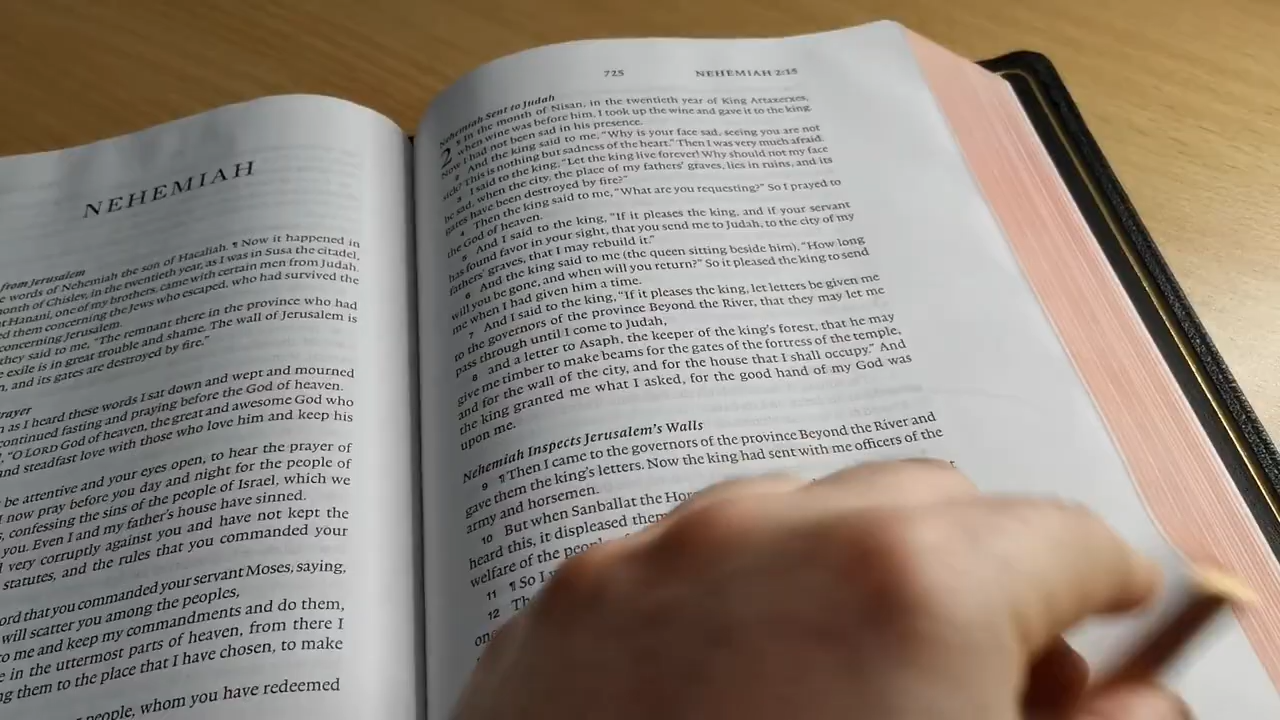 NEHEMIAH
from Jerusalem
words of Nehemiah the son of Hacaliah. ¶ Now it happened in
month of Chislev, in the twentieth year, as I was in Susa the citadel,
Hanani, one of my brothers, came with certain men from Judah.
them concerning the Jews who escaped, who had survived the
concerning Jerusalem.
they said to me, "The remnant there in the province who had
exile is in great trouble and shame. The wall of Jerusalem is
and its gates are destroyed by fire."
as I heard these words I sat down and wept and mourned
continued fasting and praying before the God of heaven.
"O LORD God of heaven, the great and awesome God who
and steadfast love with those who love him and keep his
be attentive and your eyes open, to hear the prayer of
now pray before you day and night for the people of
confessing the sins of the people of Israel, which we
you. Even I and my father's house have sinned.
very corruptly against you and have not kept the
statutes, and the rules that you commanded your
word that you commanded your servant Moses, saying,
will scatter you among the peoples,
to me and keep my commandments and do them,
in the uttermost parts of heaven, from there I
them to the place that I have chosen, to make
people, whom you have redeemed
725 NEHEMIAH 2:15
Nehemiah Sent to Judah
2 ¶ In the month of Nisan, in the twentieth year of King Artaxerxes,
when wine was before him, I took up the wine and gave it to the king.
Now I had not been sad in his presence.
2 And the king said to me, "Why is your face sad, seeing you are not
sick? This is nothing but sadness of the heart." Then I was very much afraid.
3 I said to the king, "Let the king live forever! Why should not my face
be sad, when the city, the place of my fathers' graves, lies in ruins, and its
gates have been destroyed by fire?"
4 Then the king said to me, "What are you requesting?" So I prayed to
the God of heaven.
5 And I said to the king, "If it pleases the king, and if your servant
has found favor in your sight, that you send me to Judah, to the city of my
fathers' graves, that I may rebuild it."
6 And the king said to me (the queen sitting beside him), "How long
will you be gone, and when will you return?" So it pleased the king to send
me when I had given him a time.
7 And I said to the king, "If it pleases the king, let letters be given me
to the governors of the province Beyond the River, that they may let me
pass through until I come to Judah,
8 and a letter to Asaph, the keeper of the king's forest, that he may
give me timber to make beams for the gates of the fortress of the temple,
and for the wall of the city, and for the house that I shall occupy." And
the king granted me what I asked, for the good hand of my God was
upon me.
Nehemiah Inspects Jerusalem's Walls
9 ¶ Then I came to the governors of the province Beyond the River and
gave them the king's letters. Now the king had sent with me officers of the
army and horsemen.
10 But when Sanballat the
heard this, it displeased them
welfare of the
11 ¶ So I
12